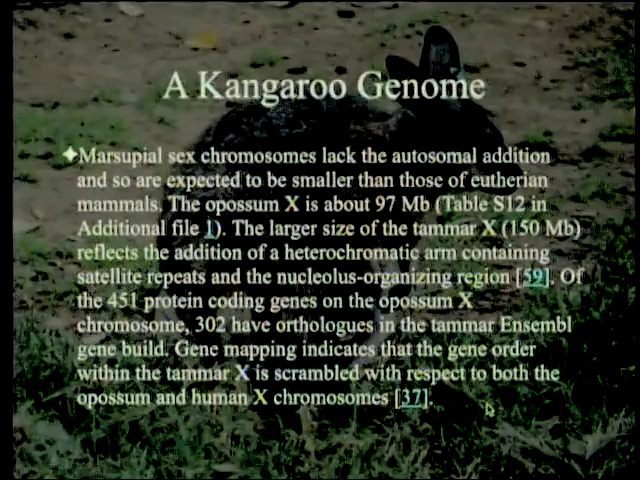 A Kangaroo Genome
✦Marsupial sex chromosomes lack the autosomal addition
and so are expected to be smaller than those of eutherian
mammals. The opossum X is about 97 Mb (Table S12 in
Additional file 1). The larger size of the tammar X (150 Mb)
reflects the addition of a heterochromatic arm containing
satellite repeats and the nucleolus-organizing region [59]. Of
the 451 protein coding genes on the opossum X
chromosome, 302 have orthologues in the tammar Ensembl
gene build. Gene mapping indicates that the gene order
within the tammar X is scrambled with respect to both the
opossum and human X chromosomes [37].